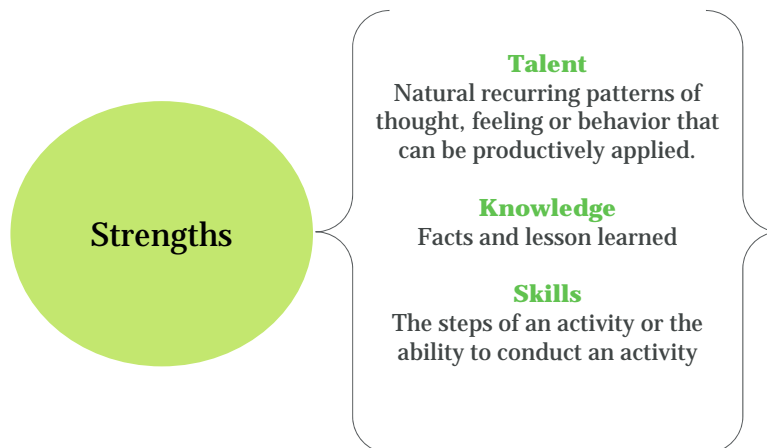 Strengths
Talent
Natural recurring patterns of
thought, feeling or behavior that
can be productively applied.
Knowledge
Facts and lesson learned
Skills
The steps of an activity or the
ability to conduct an activity